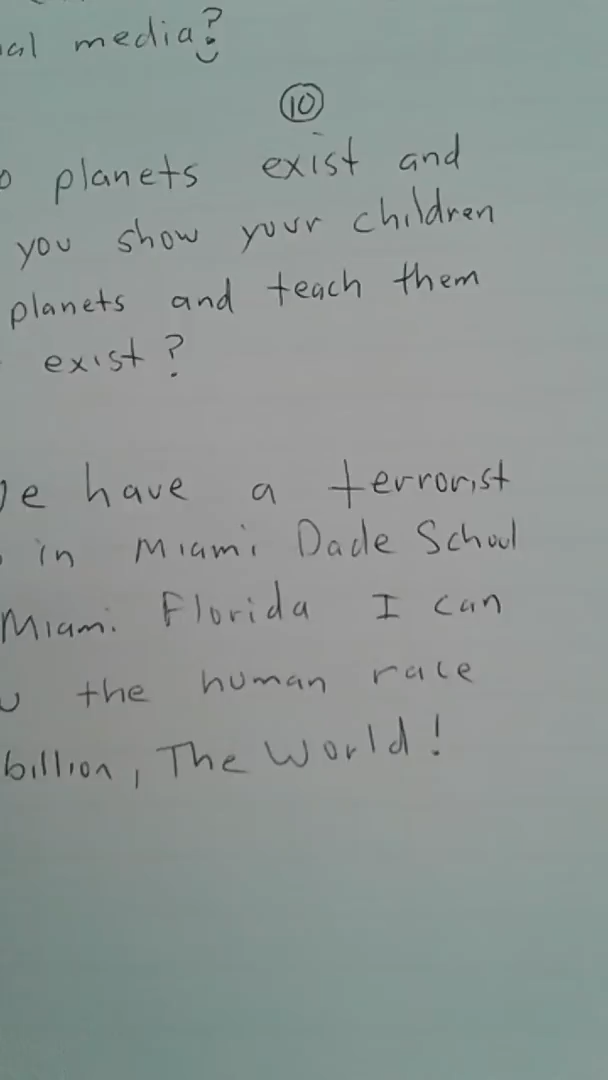 al media?
10
planets exist and
you show your children
planets and teach them
exist?
have a terrorist
in Miami Dade School
Miami Florida I can
the human race
billion, The World!